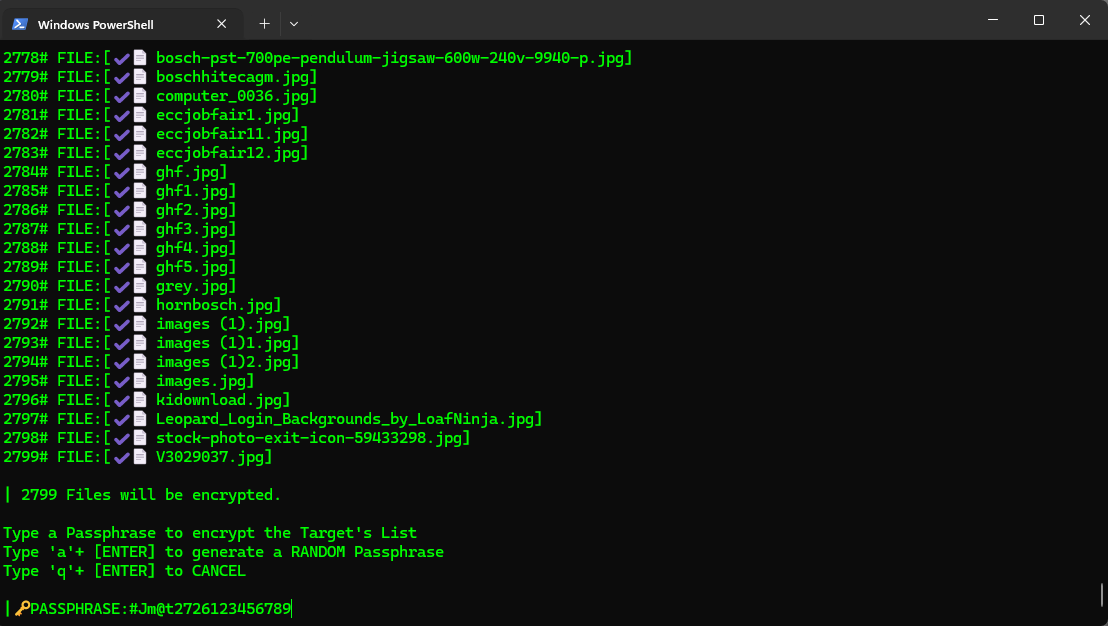 Windows PowerShell
2778# FILE:[✔📄 bosch-pst-700pe-pendulum-jigsaw-600w-240v-9940-p.jpg]
2779# FILE:[✔📄 boschhitecagm.jpg]
2780# FILE:[✔📄 computer_0036.jpg]
2781# FILE:[✔📄 eccjobfair1.jpg]
2782# FILE:[✔📄 eccjobfair11.jpg]
2783# FILE:[✔📄 eccjobfair12.jpg]
2784# FILE:[✔📄 ghf.jpg]
2785# FILE:[✔📄 ghf1.jpg]
2786# FILE:[✔📄 ghf2.jpg]
2787# FILE:[✔📄 ghf3.jpg]
2788# FILE:[✔📄 ghf4.jpg]
2789# FILE:[✔📄 ghf5.jpg]
2790# FILE:[✔📄 grey.jpg]
2791# FILE:[✔📄 hornbosch.jpg]
2792# FILE:[✔📄 images (1).jpg]
2793# FILE:[✔📄 images (1)1.jpg]
2794# FILE:[✔📄 images (1)2.jpg]
2795# FILE:[✔📄 images.jpg]
2796# FILE:[✔📄 kidownload.jpg]
2797# FILE:[✔📄 Leopard_Login_Backgrounds_by_LoafNinja.jpg]
2798# FILE:[✔📄 stock-photo-exit-icon-59433298.jpg]
2799# FILE:[✔📄 V3029037.jpg]
| 2799 Files will be encrypted.
Type a Passphrase to encrypt the Target's List
Type 'a'+ [ENTER] to generate a RANDOM Passphrase
Type 'q'+ [ENTER] to CANCEL
|🔑PASSPHRASE:#Jm@t2726123456789